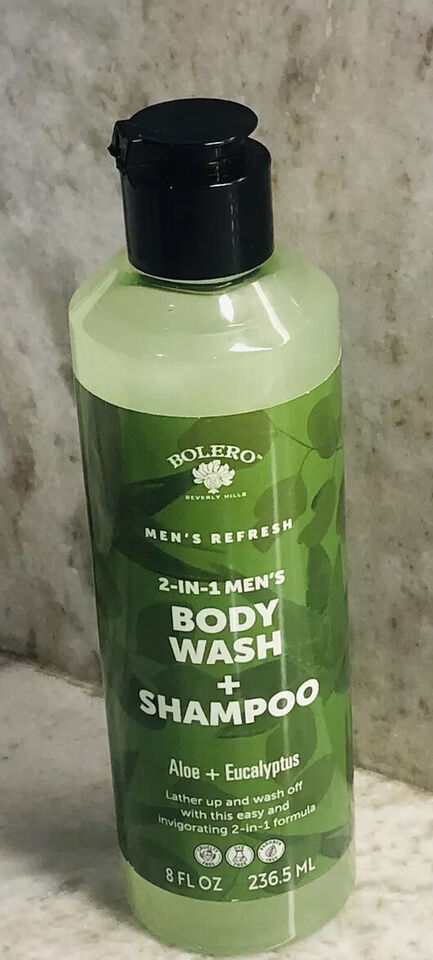 BOLERO™
BEVERLY HILLS
MEN'S REFRESH
2-IN-1 MEN'S
BODY
WASH
+
SHAMPOO
Aloe + Eucalyptus
Lather up and wash off
with this easy and
invigorating 2-in-1 formula
8 FL OZ 236.5 ML